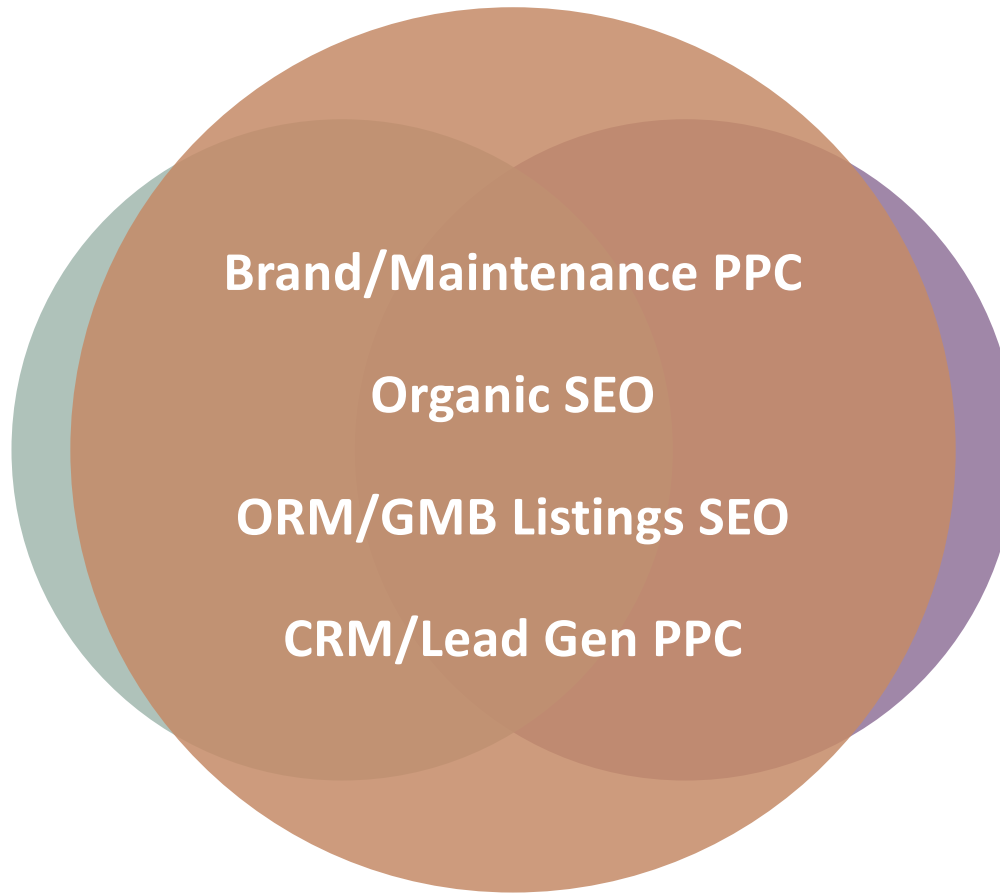 Brand/Maintenance PPC
Organic SEO
ORM/GMB Listings SEO
CRM/Lead Gen PPC